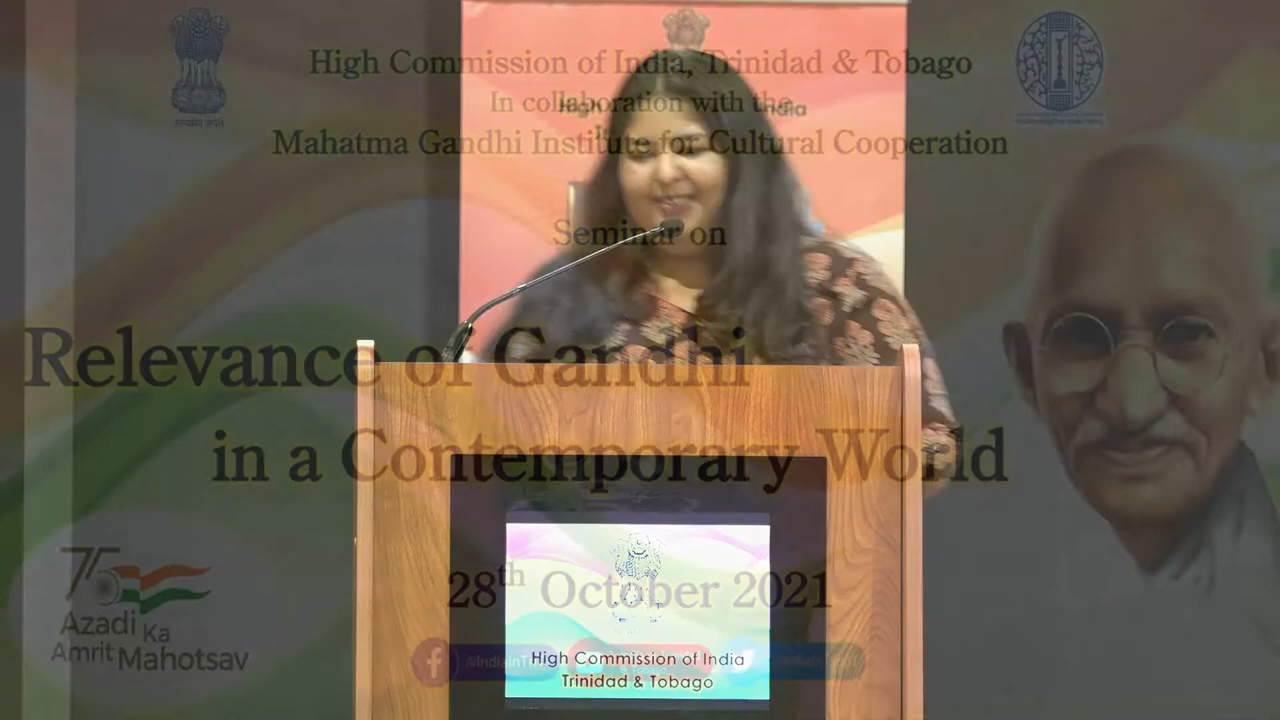 High Commission of India, Trinidad & Tobago
In collaboration with the
Mahatma Gandhi Institute for Cultural Cooperation
Seminar on
Relevance of Gandhi
in a Contemporary World
28th October 2021
75
Azadi Ka
Amrit Mahotsav
High Commission of India
Trinidad & Tobago